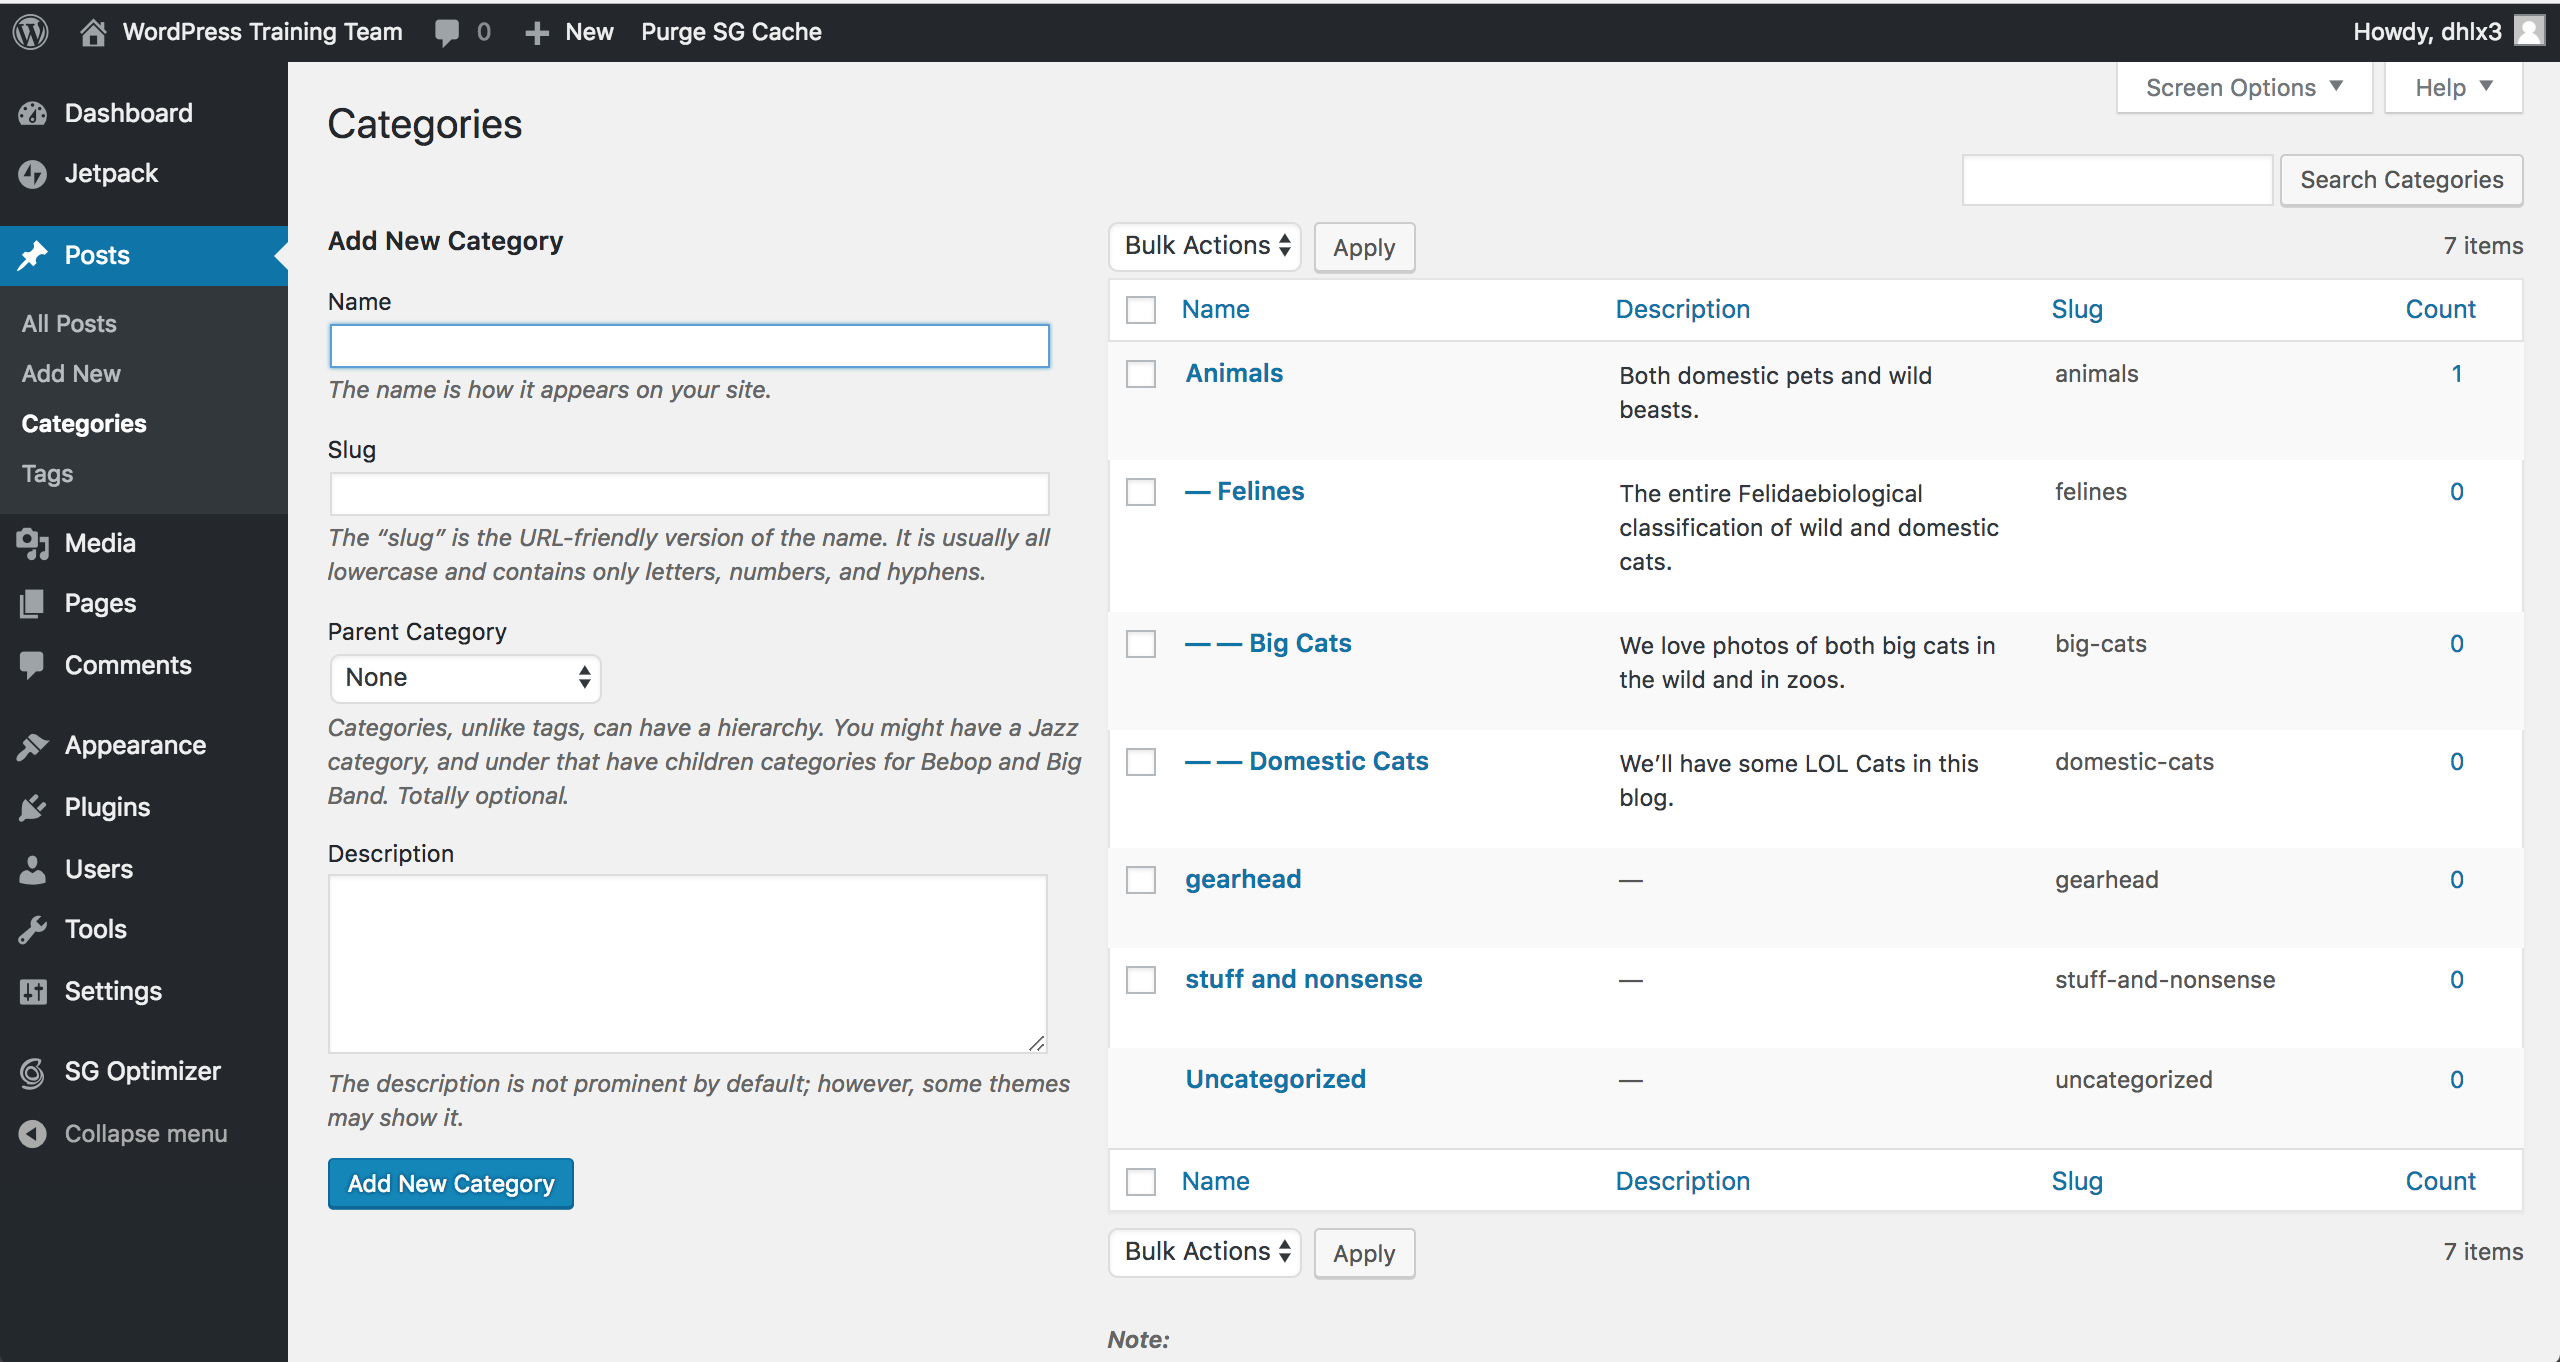 WordPress Training Team 0 New Purge SG Cache Howdy, dhlx3
Dashboard
Jetpack
Posts
All Posts
Add New
Categories
Tags
Media
Pages
Comments
Appearance
Plugins
Users
Tools
Settings
SG Optimizer
Collapse menu
Screen Options Help
Categories
Search Categories
Add New Category
Name
The name is how it appears on your site.
Slug
The “slug” is the URL-friendly version of the name. It is usually all
lowercase and contains only letters, numbers, and hyphens.
Parent Category
None
Categories, unlike tags, can have a hierarchy. You might have a Jazz
category, and under that have children categories for Bebop and Big
Band. Totally optional.
Description
The description is not prominent by default; however, some themes
may show it.
Add New Category
Bulk Actions Apply 7 items
Name Description Slug Count
Animals Both domestic pets and wild animals 1
beasts.
— Felines The entire Felidaebiological felines 0
classification of wild and domestic
cats.
— — Big Cats We love photos of both big cats in big-cats 0
the wild and in zoos.
— — Domestic Cats We’ll have some LOL Cats in this domestic-cats 0
blog.
gearhead — gearhead 0
stuff and nonsense — stuff-and-nonsense 0
Uncategorized — uncategorized 0
Name Description Slug Count
Bulk Actions Apply 7 items
Note: